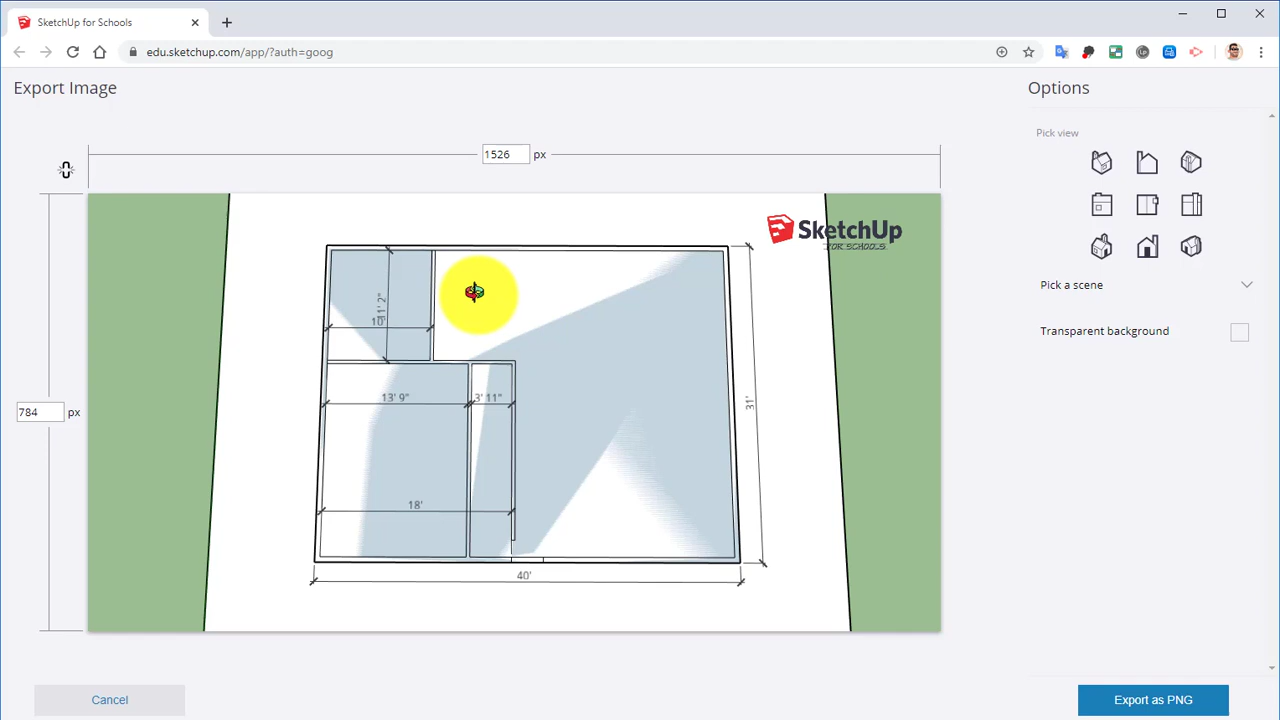 SketchUp for Schools
edu.sketchup.com/app/?auth=goog
Export Image
Options
Pick view
1526 px
SketchUp
FOR SCHOOLS
11' 2"
10'
Pick a scene
Transparent background
13' 9"
3' 11"
31'
784 px
18'
40'
Cancel
Export as PNG